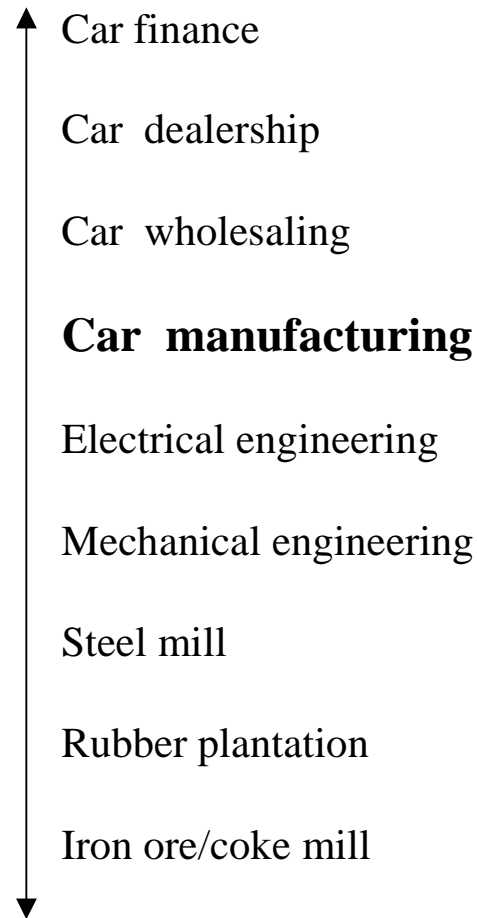 Car finance
Car dealership
Car wholesaling
Car manufacturing
Electrical engineering
Mechanical engineering
Steel mill
Rubber plantation
Iron ore/coke mill